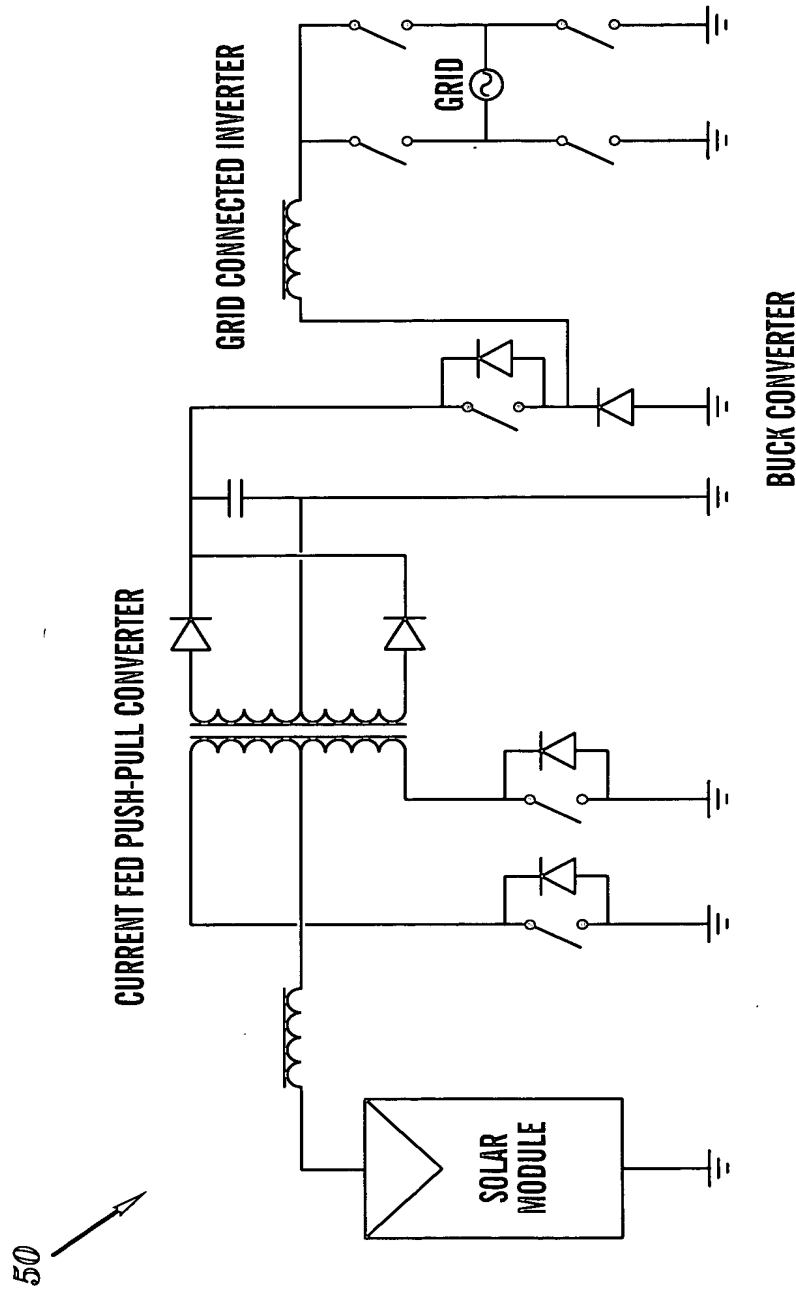 50
CURRENT FED PUSH-PULL CONVERTER
GRID CONNECTED INVERTER
GRID
SOLAR
MODULE
BUCK CONVERTER